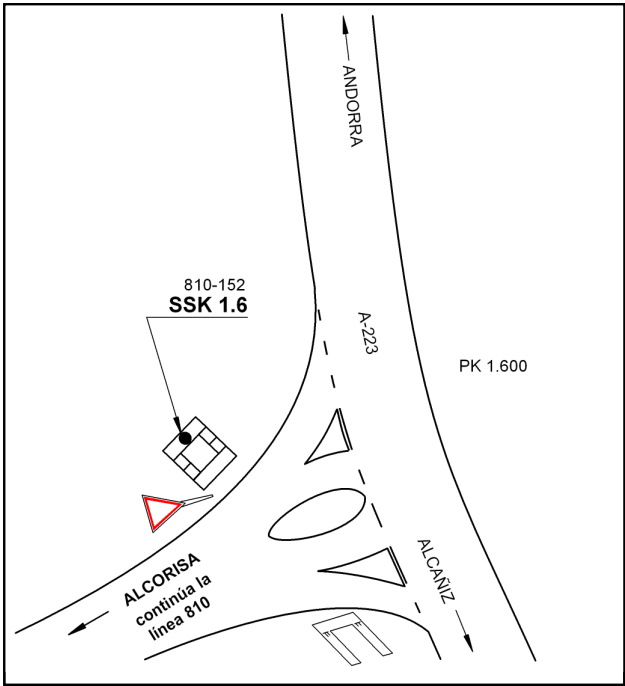 ANDORRA
810-152
SSK 1.6
A-223
PK 1.600
ALCAÑIZ
ALCORISA
continúa la
línea 810